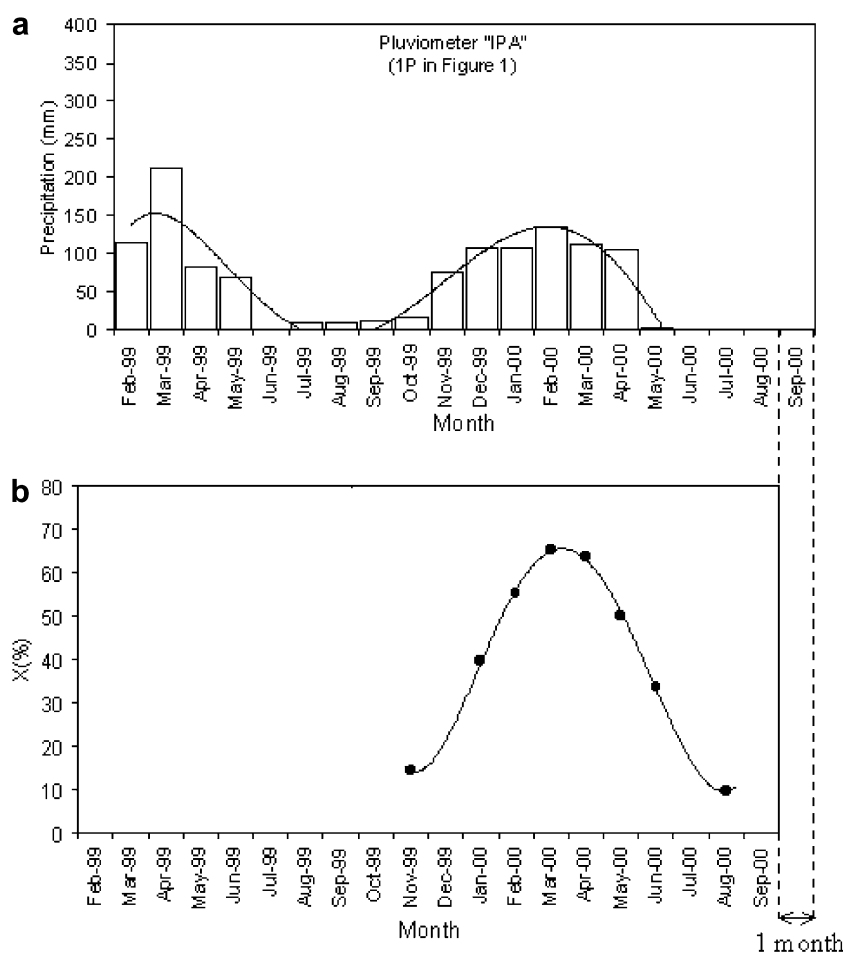 a
Pluviometer "IPA"
(1P in Figure 1)
Precipitation (mm)
400
350
300
250
200
150
100
50
0
Feb-99 Mar-99 Apr-99 May-99 Jun-99 Jul-99 Aug-99 Sep-99 Oct-99 Nov-99 Dec-99 Jan-00 Feb-00 Mar-00 Apr-00 May-00 Jun-00 Jul-00 Aug-00 Sep-00
Month
b
X(%)
80
70
60
50
40
30
20
10
0
Feb-99 Mar-99 Apr-99 May-99 Jun-99 Jul-99 Aug-99 Sep-99 Oct-99 Nov-99 Dec-99 Jan-00 Feb-00 Mar-00 Apr-00 May-00 Jun-00 Jul-00 Aug-00 Sep-00
Month
1 month